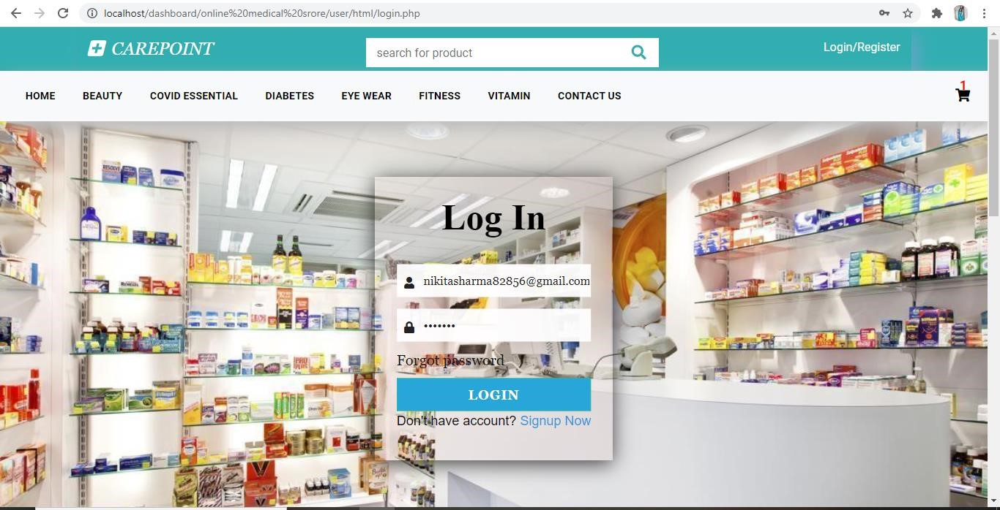 localhost/dashboard/online%20medical%20srore/user/html/login.php
CAREPOINT
search for product
Login/Register
HOME BEAUTY COVID ESSENTIAL DIABETES EYE WEAR FITNESS VITAMIN CONTACT US
1
Log In
nikitasharma82856@gmail.com
•••••••
Forgot password
LOGIN
Don't have account? Signup Now